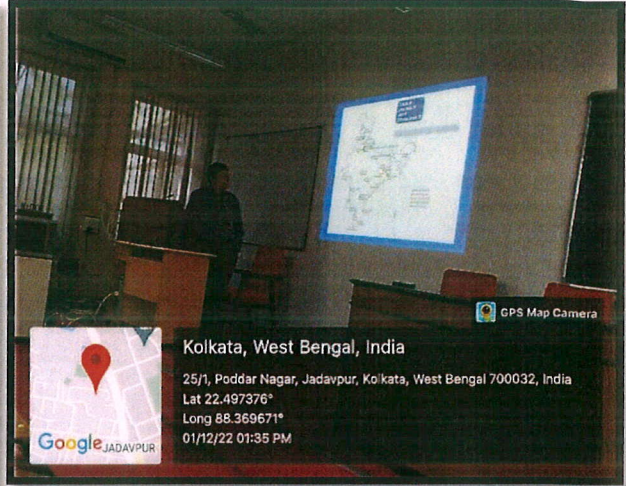 GPS Map Camera
Kolkata, West Bengal, India
25/1, Poddar Nagar, Jadavpur, Kolkata, West Bengal 700032, India
Lat 22.497376°
Long 88.369671°
01/12/22 01:35 PM
Google
JADAVPUR